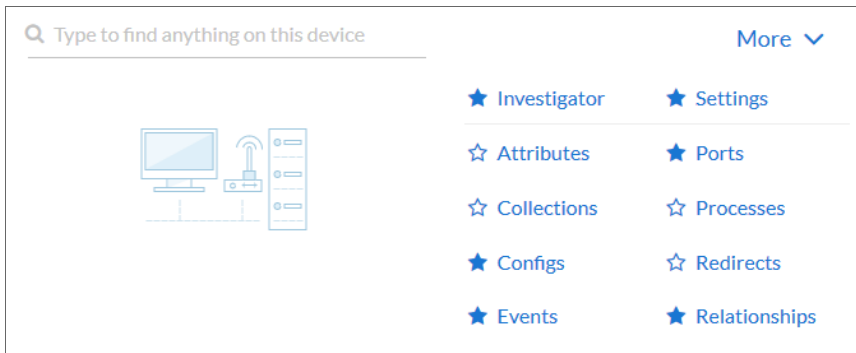 Type to find anything on this device
More
Investigator Settings
Attributes Ports
Collections Processes
Configs Redirects
Events Relationships